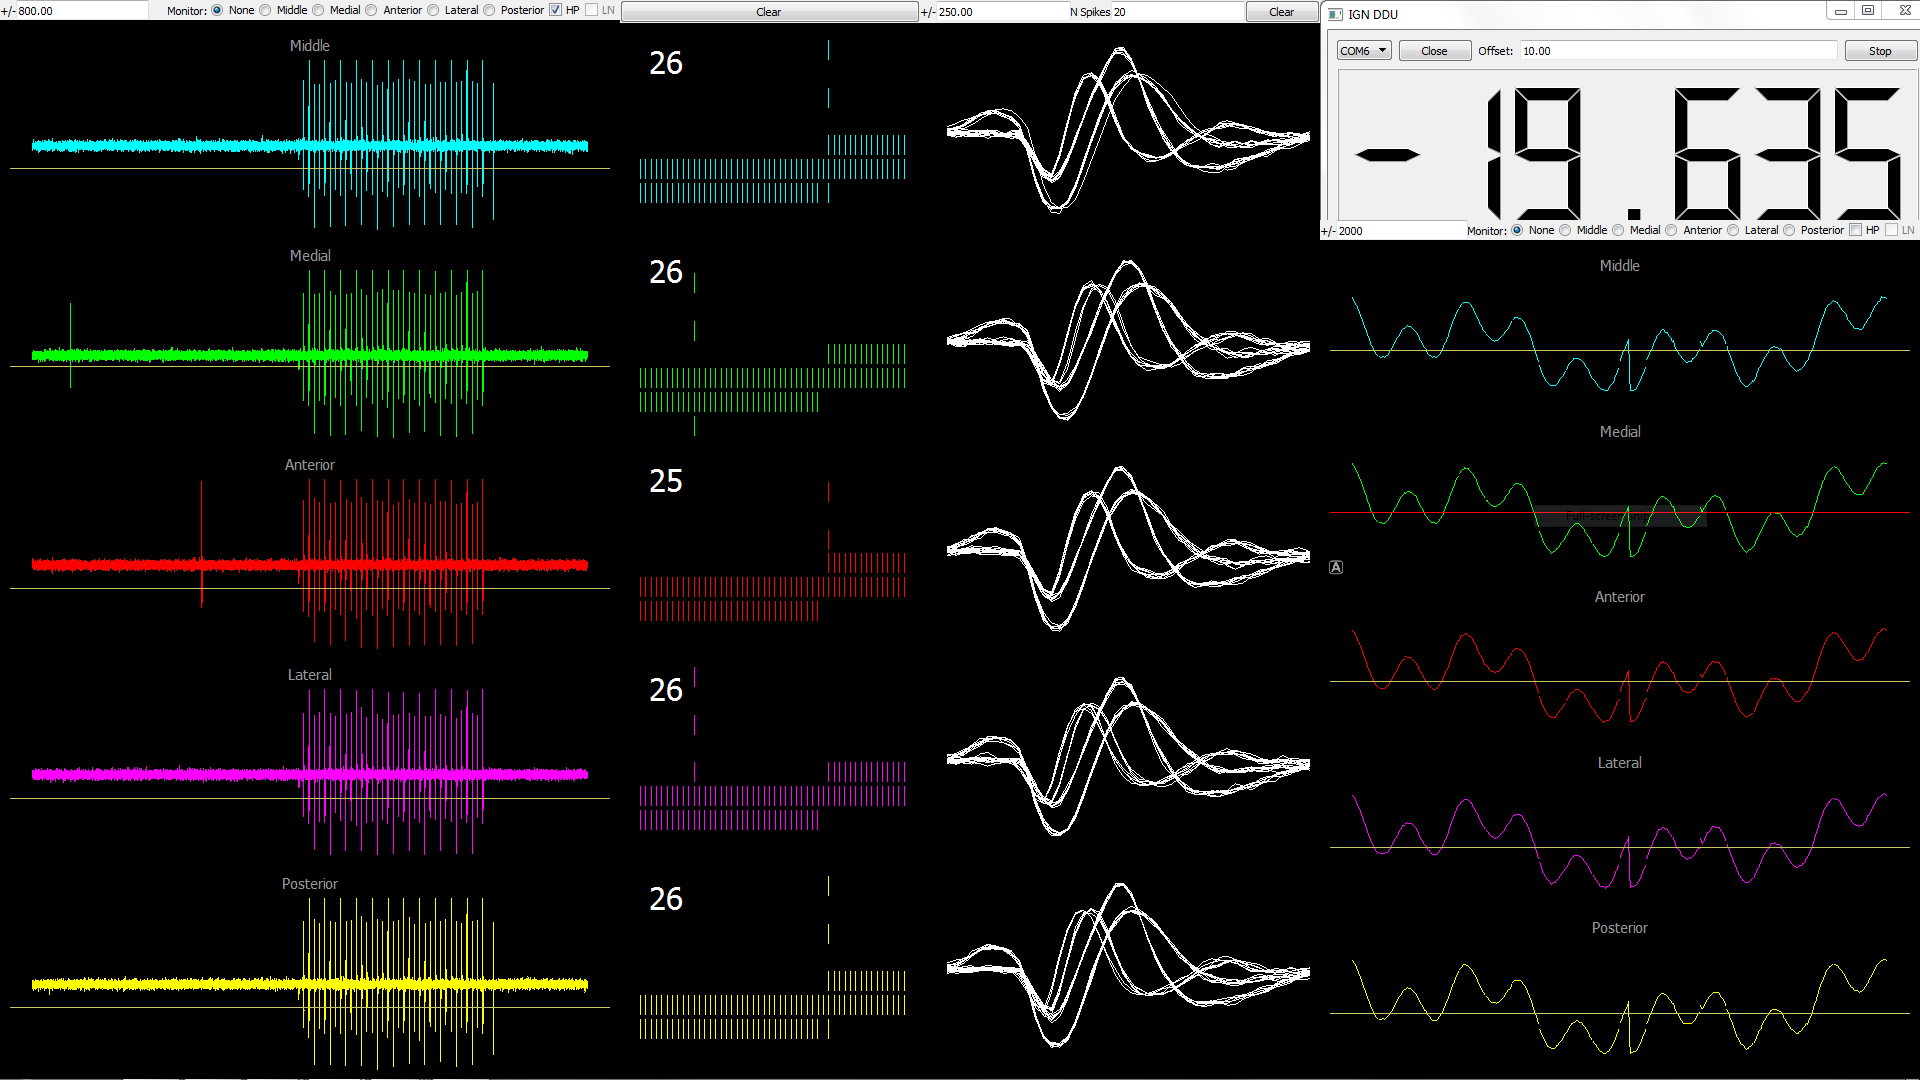 +/- 800.00 Monitor: None Middle Medial Anterior Lateral Posterior HP LN
Clear
+/- 250.00 N Spikes 20 Clear
IGN DDU
COM6 Close Offset: 10.00 Stop
-19.635
+/- 2000 Monitor: None Middle Medial Anterior Lateral Posterior HP LN
Middle
26
Medial
26
Anterior
25
Lateral
26
Posterior
26
Middle
Medial
A
Anterior
Lateral
Posterior